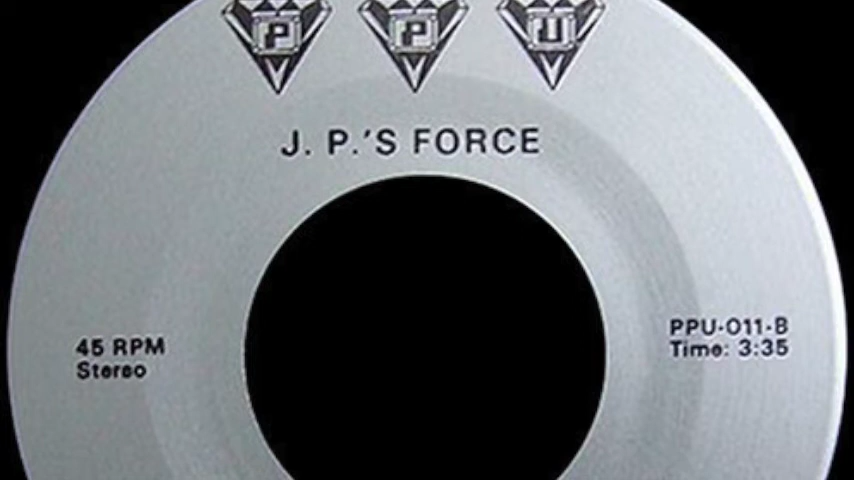 P P U
J. P.'S FORCE
45 RPM
Stereo
PPU-011-B
Time: 3:35